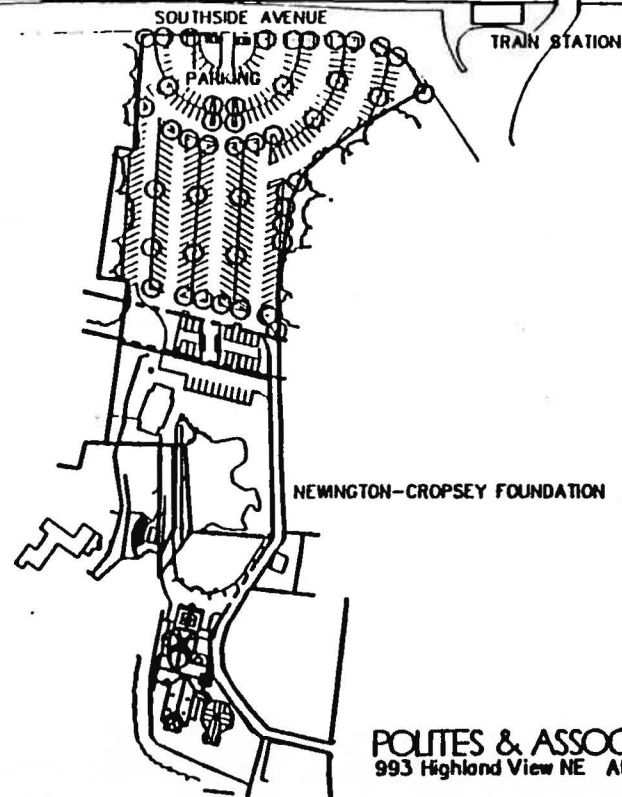 SOUTHSIDE AVENUE
TRAIN STATION
PARKING
NEWINGTON-CROPSEY FOUNDATION
POLITES & ASSOC
993 Highland View NE